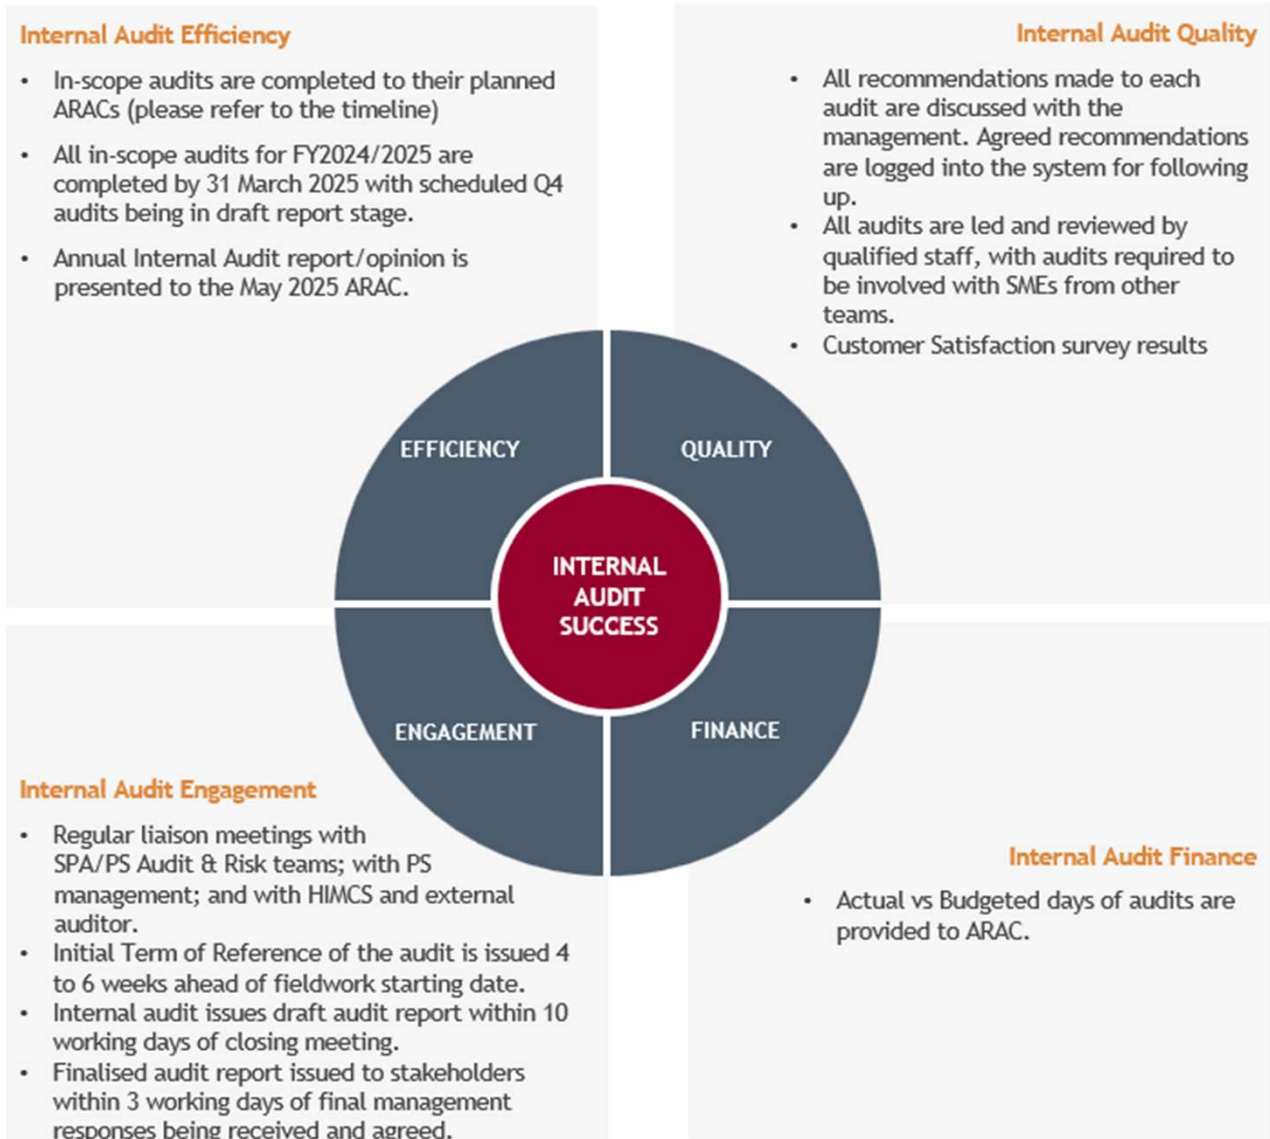 Internal Audit Efficiency
• In-scope audits are completed to their planned
ARACs (please refer to the timeline)
• All in-scope audits for FY2024/2025 are
completed by 31 March 2025 with scheduled Q4
audits being in draft report stage.
• Annual Internal Audit report/opinion is
presented to the May 2025 ARAC.
Internal Audit Quality
• All recommendations made to each
audit are discussed with the
management. Agreed recommendations
are logged into the system for following
up.
• All audits are led and reviewed by
qualified staff, with audits required to
be involved with SMEs from other
teams.
• Customer Satisfaction survey results
EFFICIENCY
QUALITY
INTERNAL
AUDIT
SUCCESS
ENGAGEMENT
FINANCE
Internal Audit Engagement
• Regular liaison meetings with
SPA/PS Audit & Risk teams; with PS
management; and with HIMCS and external
auditor.
• Initial Term of Reference of the audit is issued 4
to 6 weeks ahead of fieldwork starting date.
• Internal audit issues draft audit report within 10
working days of closing meeting.
• Finalised audit report issued to stakeholders
within 3 working days of final management
responses being received and agreed.
Internal Audit Finance
• Actual vs Budgeted days of audits are
provided to ARAC.